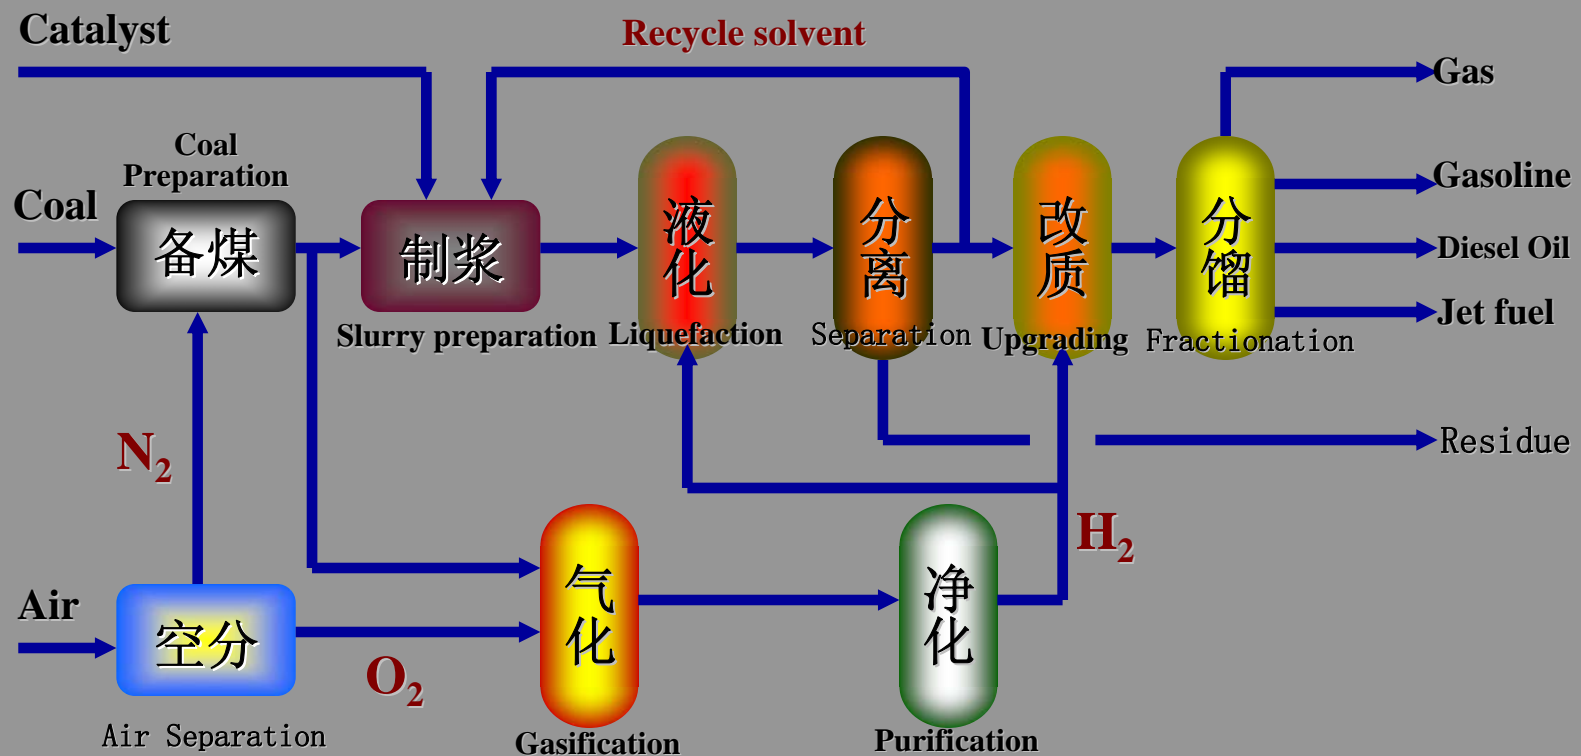 Catalyst
Recycle solvent
Gas
Coal
Preparation
Coal
备煤
制浆
液化
分离
改质
分馏
Gasoline
Diesel Oil
Jet fuel
Slurry preparation
Liquefaction
Separation
Upgrading
Fractionation
N2
Residue
H2
Air
空分
O2
气化
净化
Air Separation
Gasification
Purification